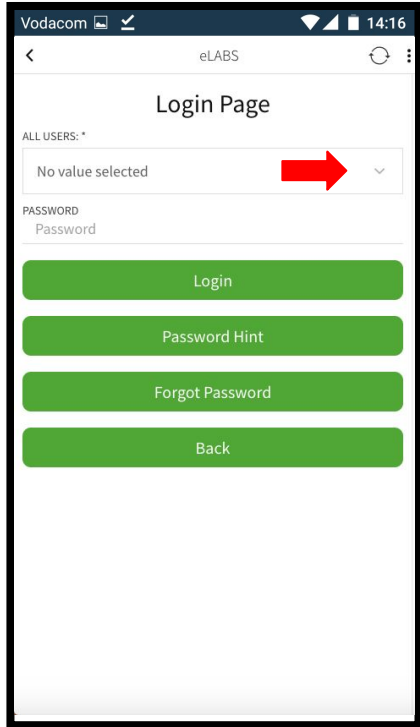 Vodacom 14:16
eLABS
Login Page
ALL USERS: *
No value selected
PASSWORD
Password
Login
Password Hint
Forgot Password
Back